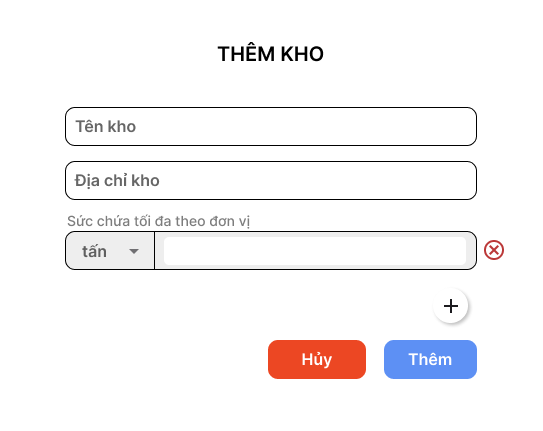 THÊM KHO
Tên kho
Địa chỉ kho
Sức chứa tối đa theo đơn vị
tấn
Hủy Thêm